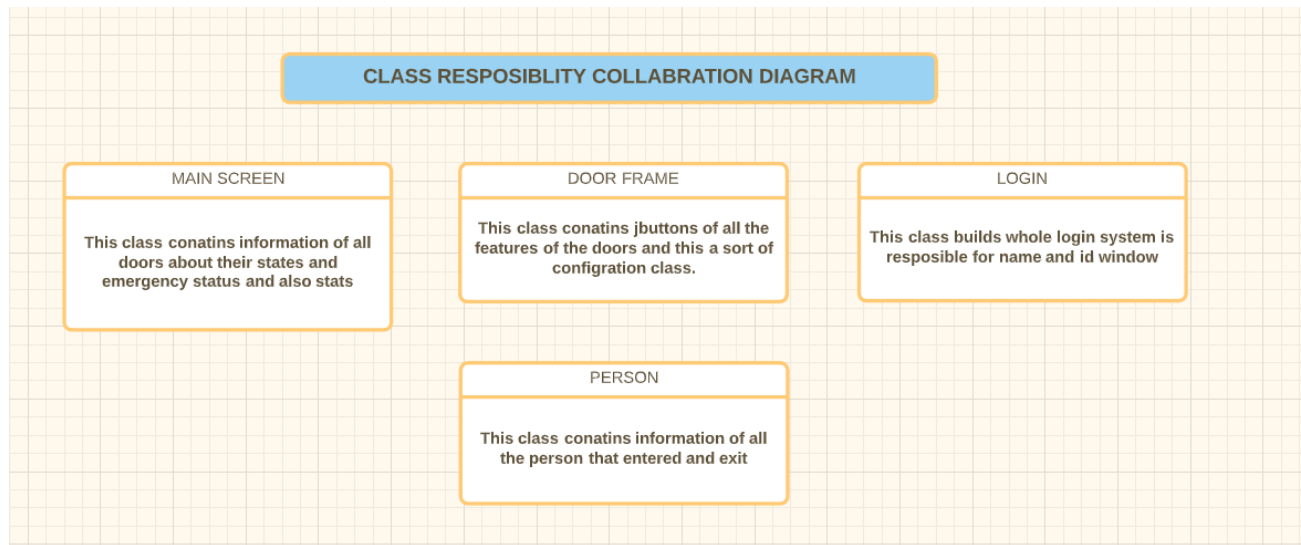 CLASS RESPOSIBLITY COLLABRATION DIAGRAM
MAIN SCREEN
This class conatins information of all
doors about their states and
emergency status and also stats
DOOR FRAME
This class conatins jbuttons of all the
features of the doors and this a sort of
configration class.
LOGIN
This class builds whole login system is
resposible for name and id window
PERSON
This class conatins information of all
the person that entered and exit